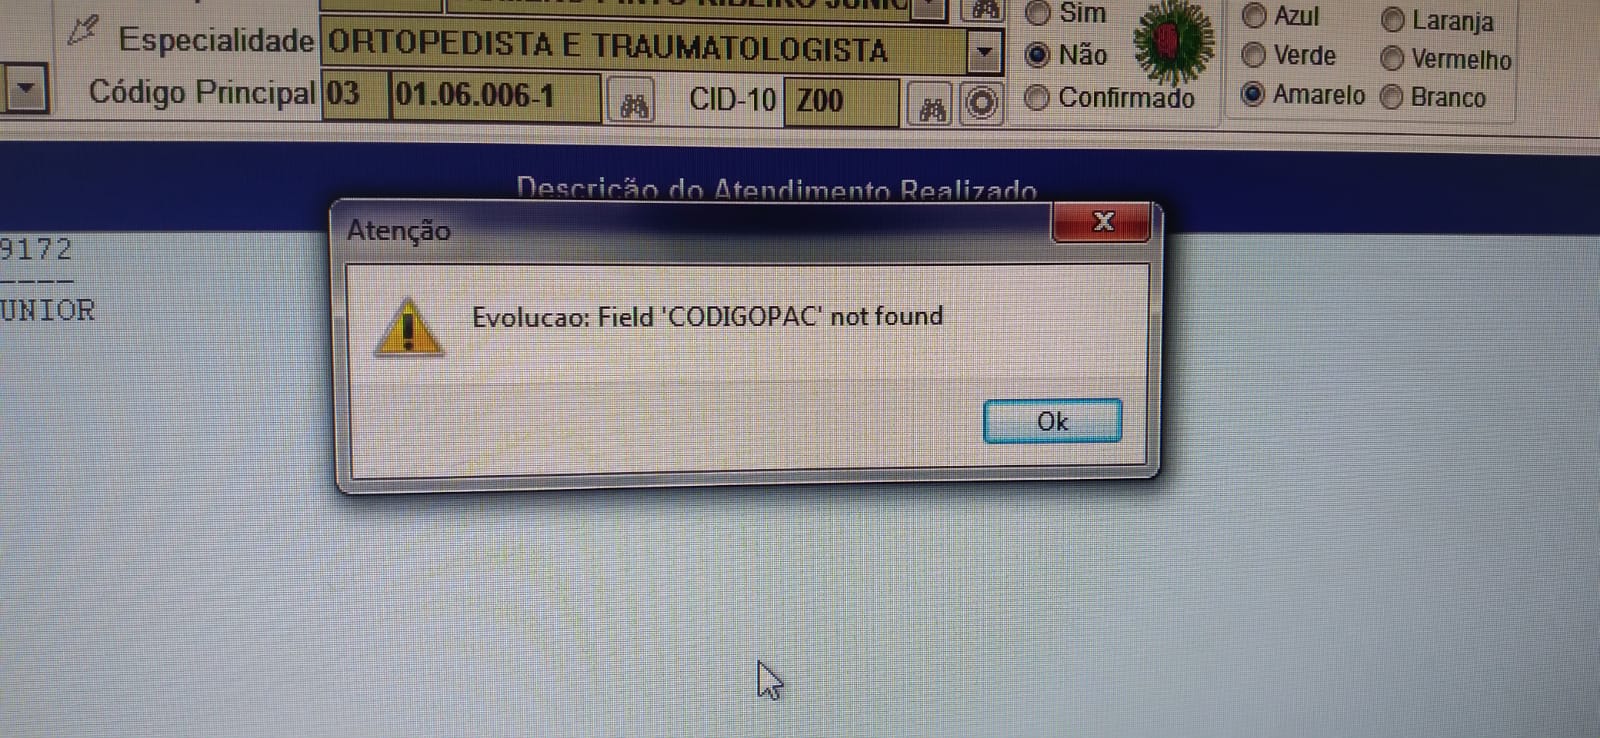 Sim
Azul
Laranja
Especialidade ORTOPEDISTA E TRAUMATOLOGISTA
Não
Verde
Vermelho
Código Principal 03 01.06.006-1 CID-10 Z00
Confirmado
Amarelo
Branco
Descrição do Atendimento Realizado
Atenção
X
9172
----
UNIOR
Evolucao: Field 'CODIGOPAC' not found
Ok